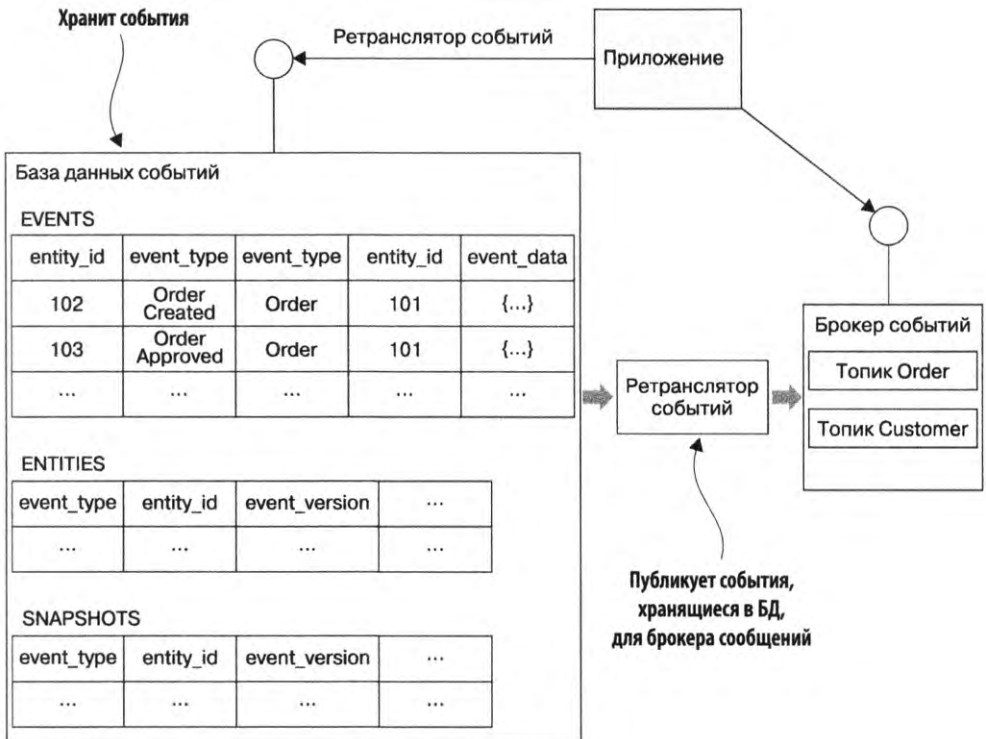 Хранит события
Ретранслятор событий
Приложение
База данных событий
EVENTS
entity_id event_type event_type entity_id event_data
102 Order Created Order 101 {...}
103 Order Approved Order 101 {...}
... ... ... ... ...
ENTITIES
event_type entity_id event_version ...
... ... ... ...
SNAPSHOTS
event_type entity_id event_version ...
... ... ... ...
Ретранслятор
событий
Публикует события,
хранящиеся в БД,
для брокера сообщений
Брокер событий
Топик Order
Топик Customer